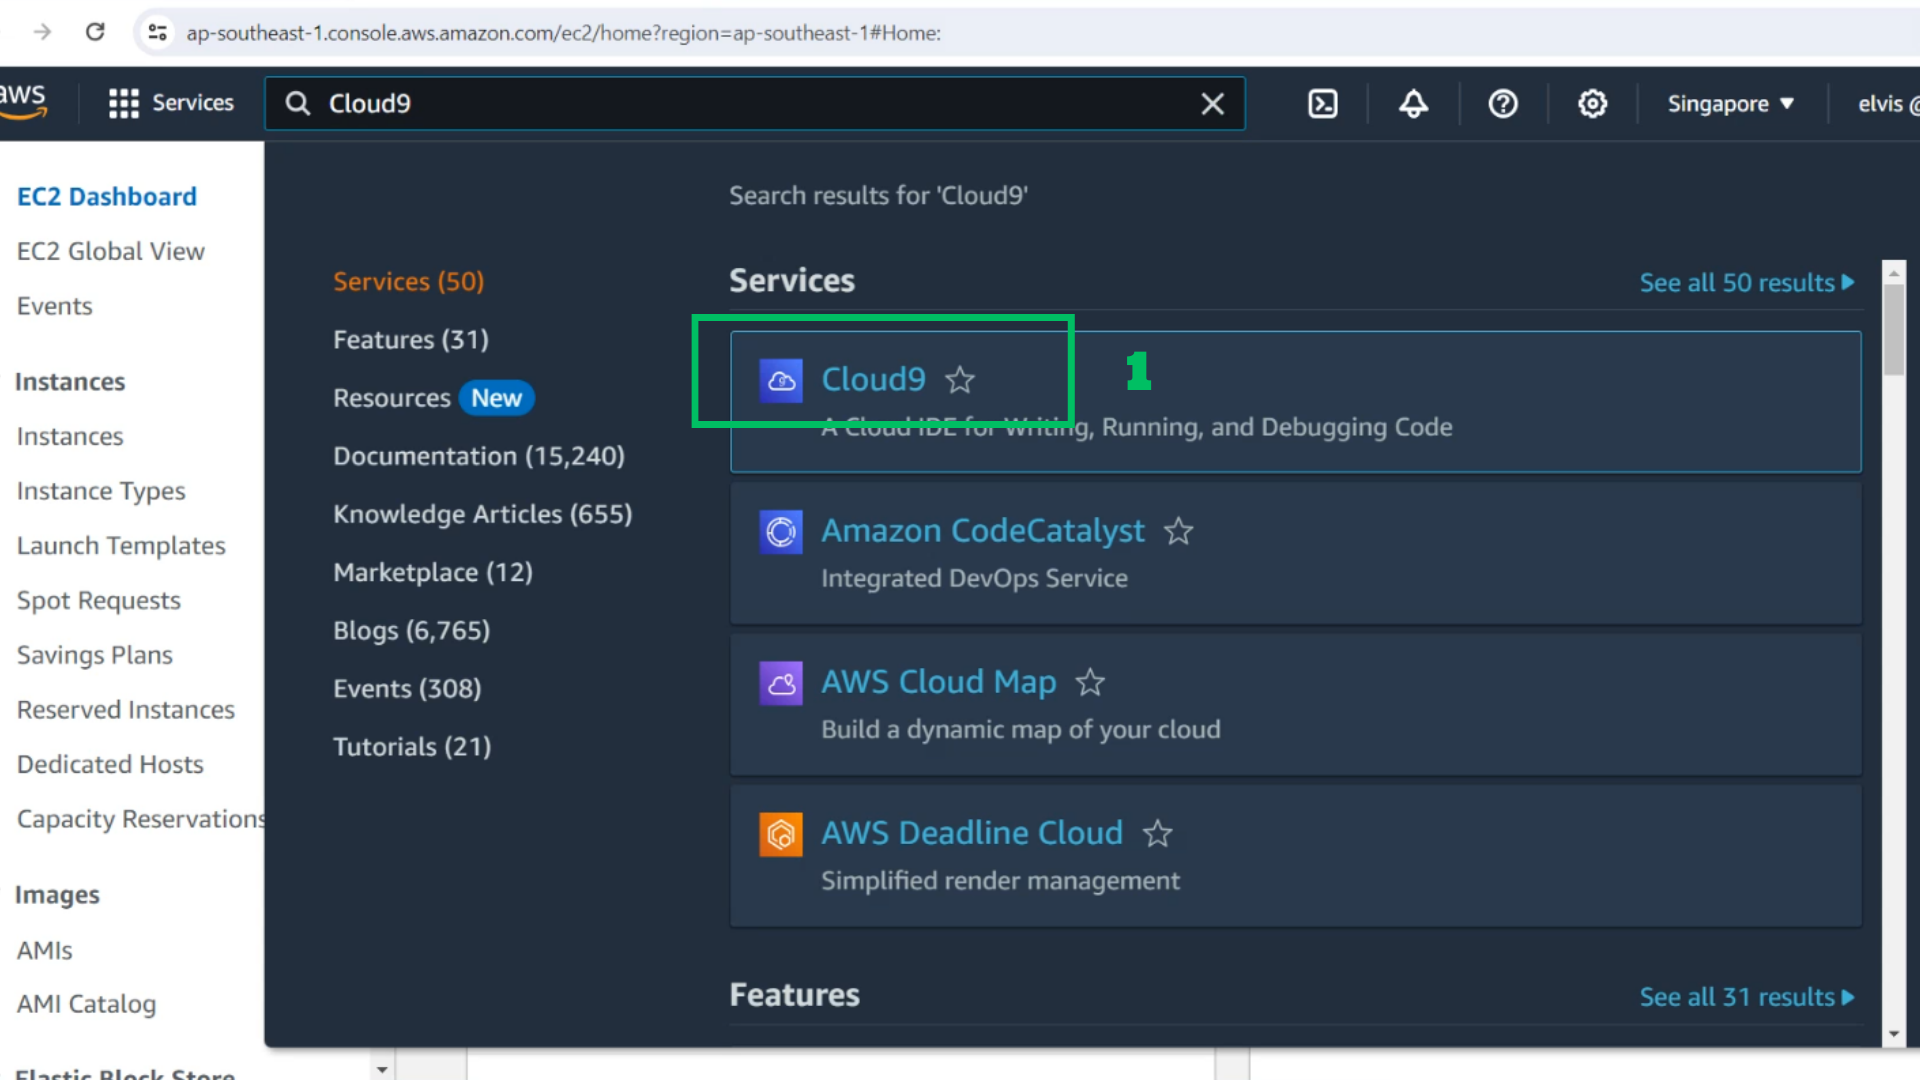 ap-southeast-1.console.aws.amazon.com/ec2/home?region=ap-southeast-1#Home:
aws
Services
Cloud9
Singapore
elvis @
EC2 Dashboard
EC2 Global View
Events
Instances
Instances
Instance Types
Launch Templates
Spot Requests
Savings Plans
Reserved Instances
Dedicated Hosts
Capacity Reservations
Images
AMIs
AMI Catalog
Elastic Block Store
Services (50)
Features (31)
Resources New
Documentation (15,240)
Knowledge Articles (655)
Marketplace (12)
Blogs (6,765)
Events (308)
Tutorials (21)
Search results for 'Cloud9'
Services
See all 50 results
Cloud9
1
A Cloud IDE for Writing, Running, and Debugging Code
Amazon CodeCatalyst
Integrated DevOps Service
AWS Cloud Map
Build a dynamic map of your cloud
AWS Deadline Cloud
Simplified render management
Features
See all 31 results